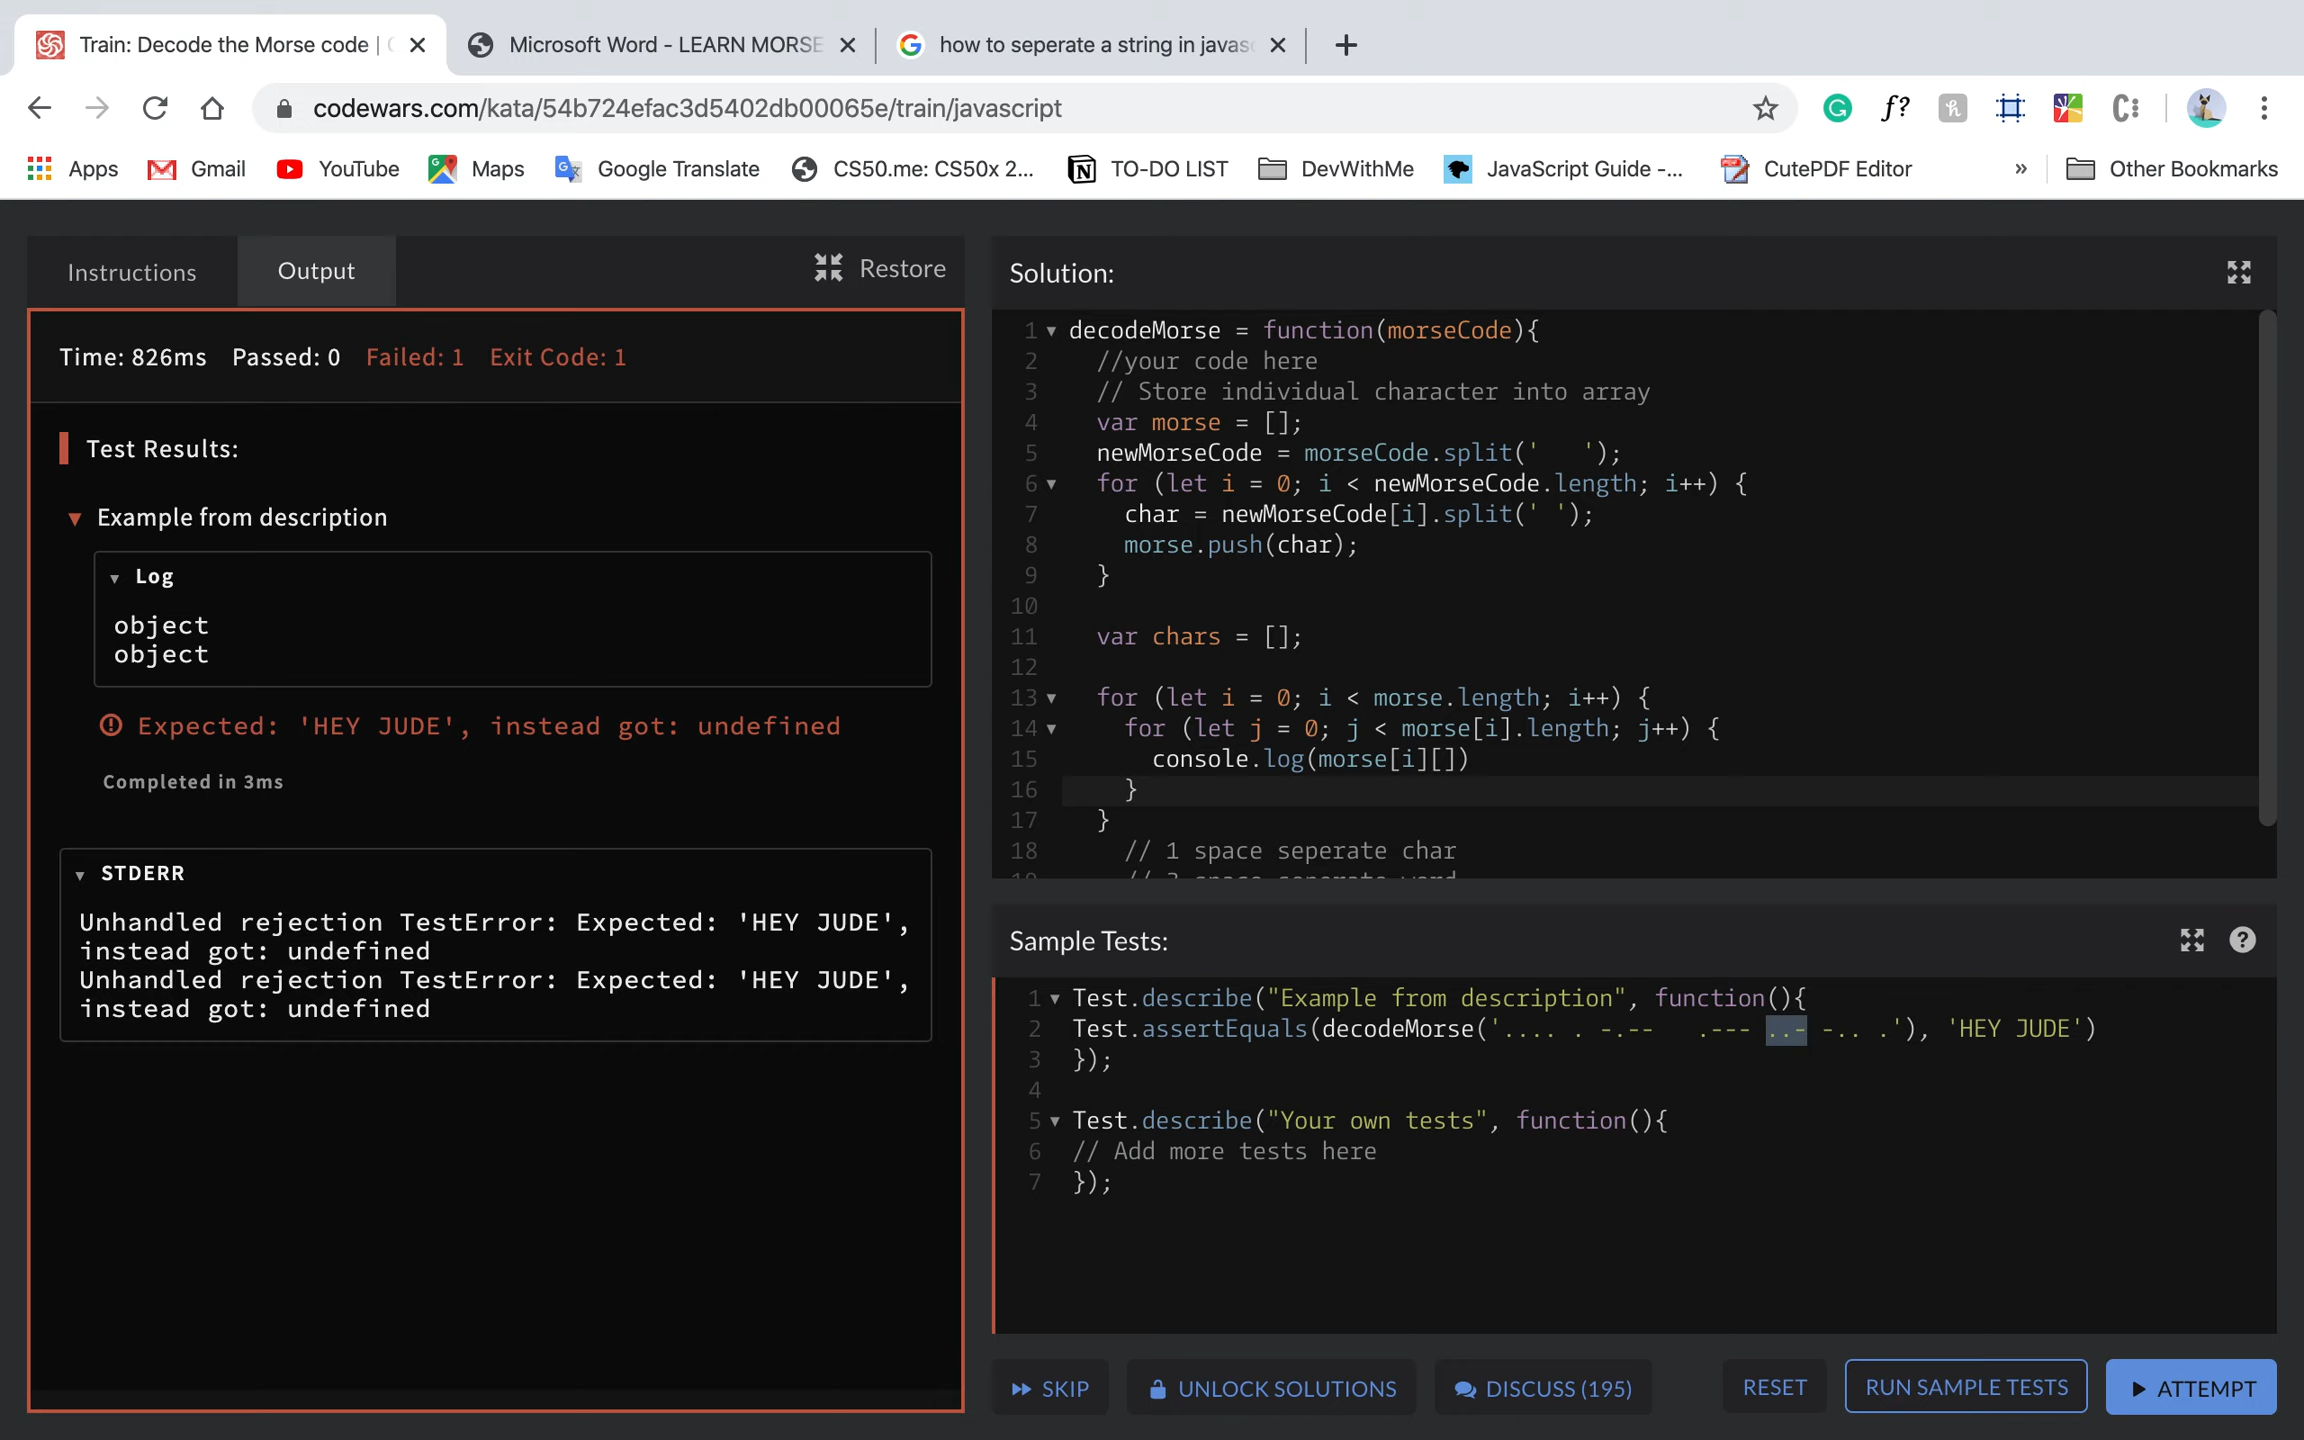 Train: Decode the Morse code |
Microsoft Word - LEARN MORSE
how to seperate a string in javas
codewars.com/kata/54b724efac3d5402db00065e/train/javascript
Apps Gmail YouTube Maps Google Translate CS50.me: CS50x 2... TO-DO LIST DevWithMe JavaScript Guide -... CutePDF Editor » Other Bookmarks
Instructions
Output
Restore
Time: 826ms Passed: 0 Failed: 1 Exit Code: 1
Test Results:
Example from description
Log
object
object
Expected: 'HEY JUDE', instead got: undefined
Completed in 3ms
STDERR
Unhandled rejection TestError: Expected: 'HEY JUDE',
instead got: undefined
Unhandled rejection TestError: Expected: 'HEY JUDE',
instead got: undefined
Solution:
1 decodeMorse = function(morseCode){
2   //your code here
3   // Store individual character into array
4   var morse = [];
5   newMorseCode = morseCode.split('   ');
6   for (let i = 0; i < newMorseCode.length; i++) {
7     char = newMorseCode[i].split(' ');
8     morse.push(char);
9   }
10
11   var chars = [];
12
13   for (let i = 0; i < morse.length; i++) {
14     for (let j = 0; j < morse[i].length; j++) {
15       console.log(morse[i][])
16     }
17   }
18     // 1 space seperate char
19     // 3 space seperate word
Sample Tests:
1 Test.describe("Example from description", function(){
2 Test.assertEquals(decodeMorse('.... . -.--   .--- ..- -.. .'), 'HEY JUDE')
3 });
4
5 Test.describe("Your own tests", function(){
6 // Add more tests here
7 });
SKIP
UNLOCK SOLUTIONS
DISCUSS (195)
RESET
RUN SAMPLE TESTS
ATTEMPT